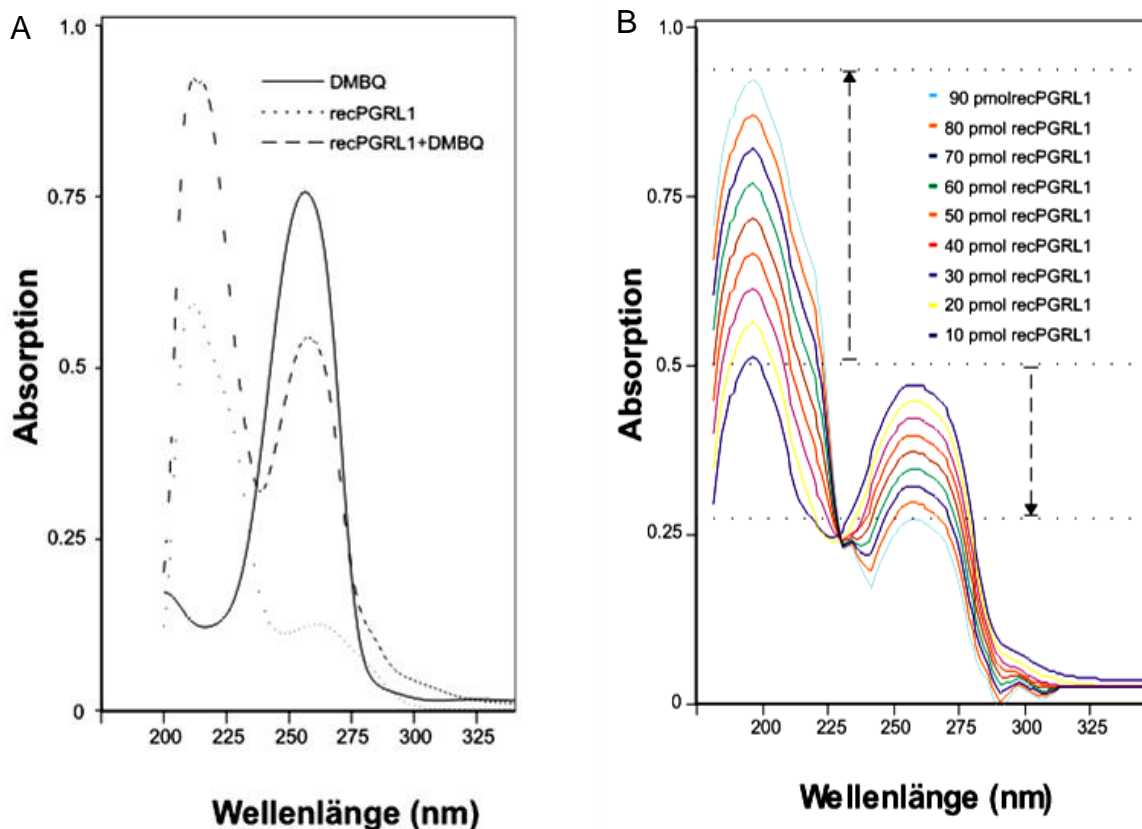 A
1.0
0.75
0.5
0.25
0
Absorption
DMBQ
recPGRL1
recPGRL1+DMBQ
200 225 250 275 300 325
Wellenlänge (nm)
B
1.0
0.75
0.5
0.25
0
Absorption
90 pmolrecPGRL1
80 pmol recPGRL1
70 pmol recPGRL1
60 pmol recPGRL1
50 pmol recPGRL1
40 pmol recPGRL1
30 pmol recPGRL1
20 pmol recPGRL1
10 pmol recPGRL1
200 225 250 275 300 325
Wellenlänge (nm)